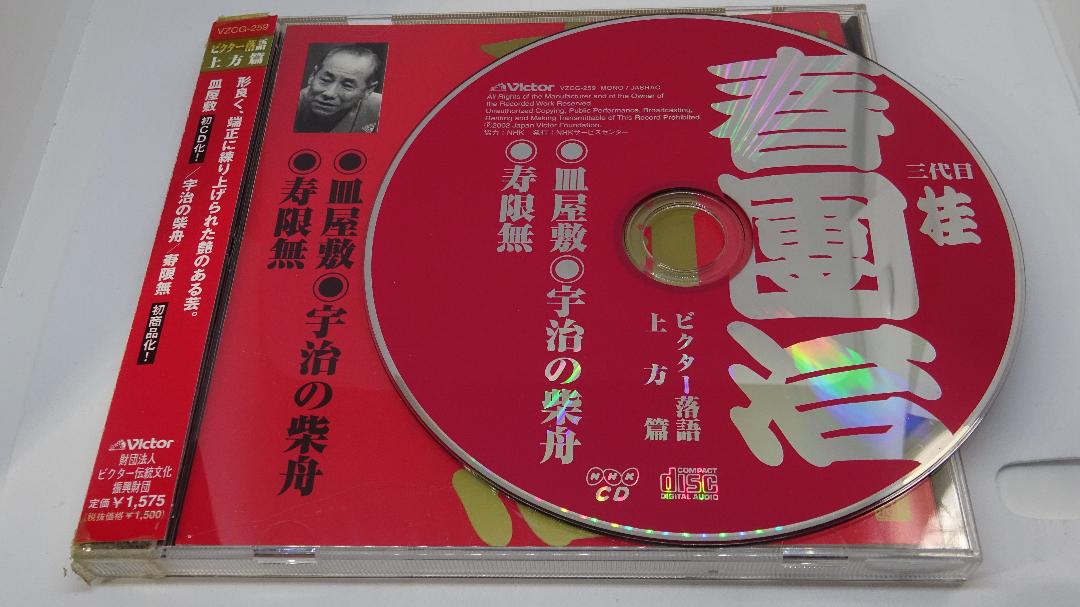 VZCG-259
ビクター落語
上方篇
形良く、端正に練り上げられた艶のある芸。
皿屋敷 初CD化! /宇治の柴舟/寿限無 初商品化!
Victor
財団法人
ビクター伝統文化
振興財団
定価¥1,575
(税抜価格¥1,500)
◉皿屋敷◉宇治の柴舟
◉寿限無
Victor VZCG-259 MONO / JASRAC
All Rights of the Manufacturer and of the Owner of
the Recorded Work Reserved
Unauthorized Copying, Public Performance, Broadcasting,
Renting and Making Transmittable of This Record Prohibited.
Ⓟ2002 Japan Victor Foundation.
協力:NHK 発行:NHKサービスセンター
三代目
桂
春團治
◉皿屋敷◉宇治の柴舟
◉寿限無
ビクター落語
上方篇
NHK
CD
COMPACT
disc
DIGITAL AUDIO